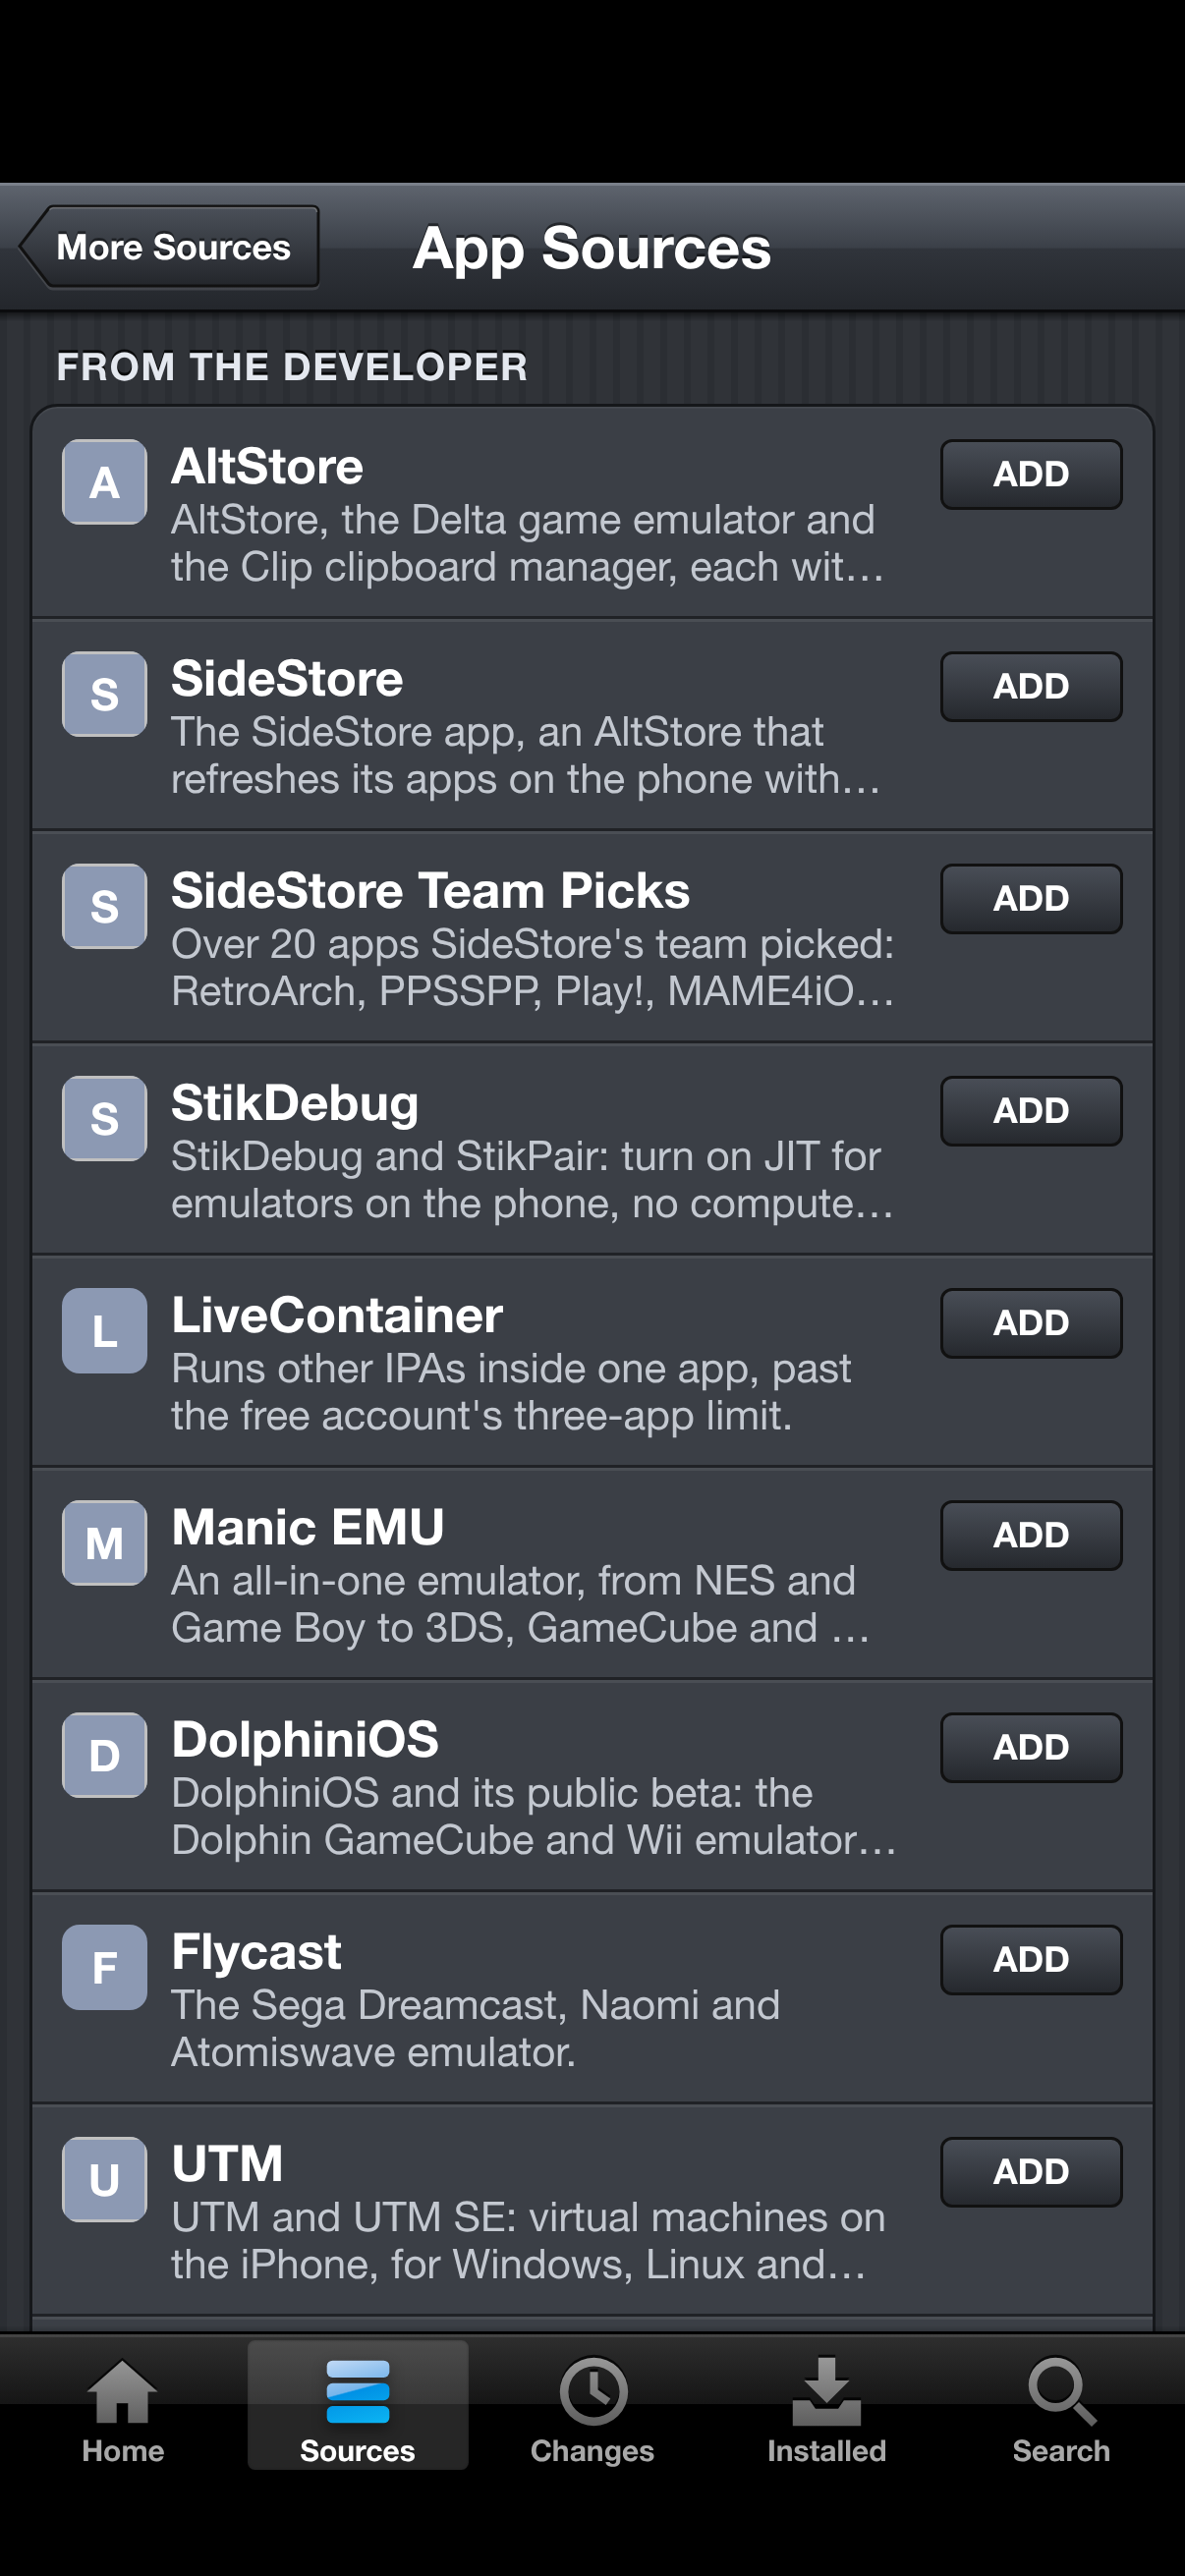 More Sources
App Sources
FROM THE DEVELOPER
A
AltStore
ADD
AltStore, the Delta game emulator and
the Clip clipboard manager, each wit…
S
SideStore
ADD
The SideStore app, an AltStore that
refreshes its apps on the phone with…
S
SideStore Team Picks
ADD
Over 20 apps SideStore's team picked:
RetroArch, PPSSPP, Play!, MAME4iO…
S
StikDebug
ADD
StikDebug and StikPair: turn on JIT for
emulators on the phone, no compute…
L
LiveContainer
ADD
Runs other IPAs inside one app, past
the free account's three-app limit.
M
Manic EMU
ADD
An all-in-one emulator, from NES and
Game Boy to 3DS, GameCube and …
D
DolphiniOS
ADD
DolphiniOS and its public beta: the
Dolphin GameCube and Wii emulator…
F
Flycast
ADD
The Sega Dreamcast, Naomi and
Atomiswave emulator.
U
UTM
ADD
UTM and UTM SE: virtual machines on
the iPhone, for Windows, Linux and…
Home
Sources
Changes
Installed
Search